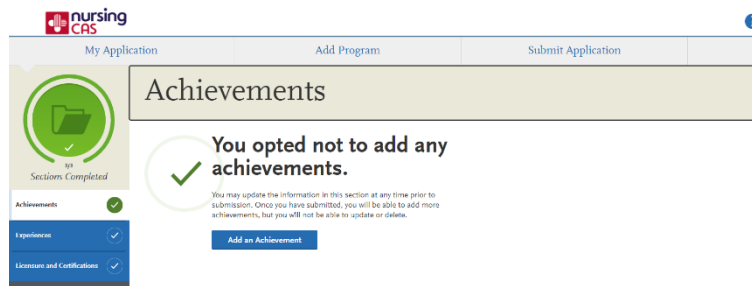 nursing
CAS
My Application
Add Program
Submit Application
Achievements
Sections Completed
You opted not to add any
achievements.
You may update the information in this section at any time prior to
submission. Once you have submitted, you will be able to add more
achievements, but you will not be able to update or delete.
Add an Achievement
Achievements
Experiences
Licensure and Certifications